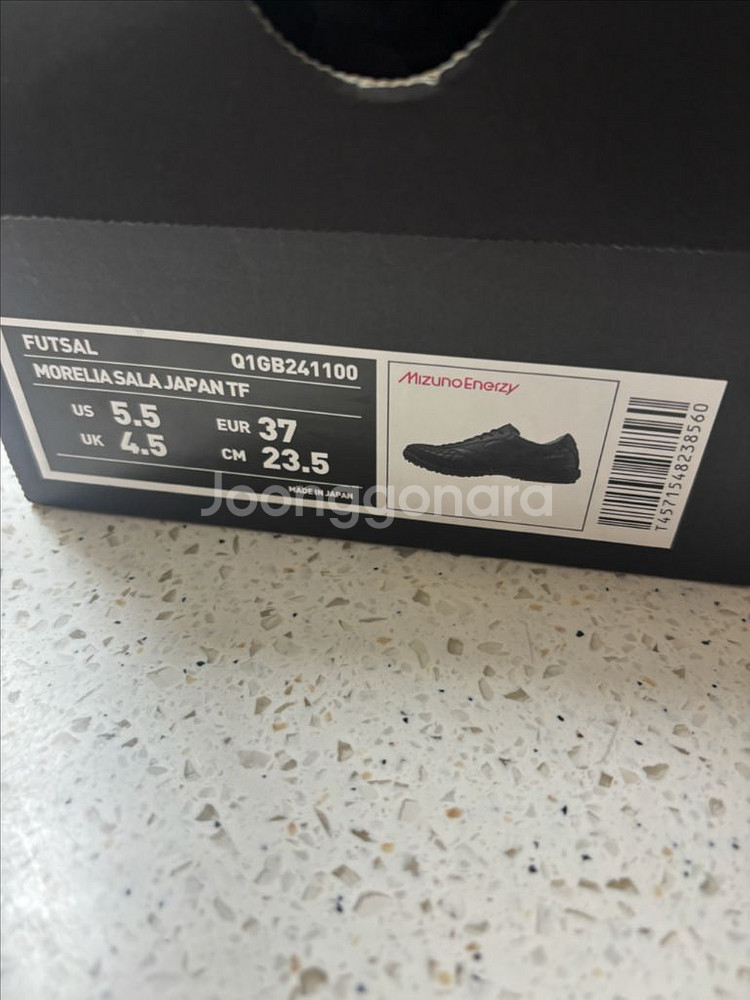 FUTSAL
Q1GB241100
MORELIA SALA JAPAN TF
US 5.5 EUR 37
UK 4.5 CM 23.5
MADE IN JAPAN
MizunoEnerzy
T4571548238560
Joonggonara